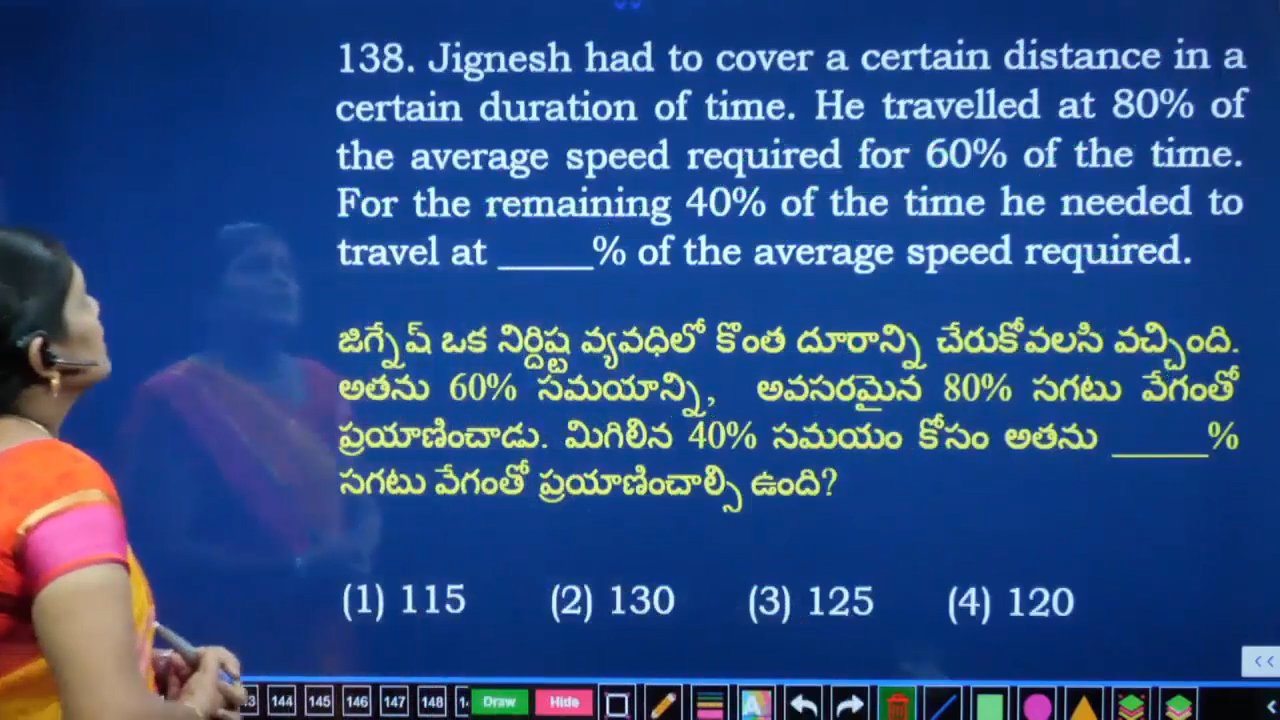 138. Jignesh had to cover a certain distance in a
certain duration of time. He travelled at 80% of
the average speed required for 60% of the time.
For the remaining 40% of the time he needed to
travel at _____% of the average speed required.
జిగ్నేష్ ఒక నిర్దిష్ట వ్యవధిలో కొంత దూరాన్ని చేరుకోవలసి వచ్చింది.
అతను 60% సమయాన్ని, అవసరమైన 80% సగటు వేగంతో
ప్రయాణించాడు. మిగిలిన 40% సమయం కోసం అతను _____%
సగటు వేగంతో ప్రయాణించాల్సి ఉంది?
(1) 115 (2) 130 (3) 125 (4) 120
144 145 146 147 148 Draw Hide